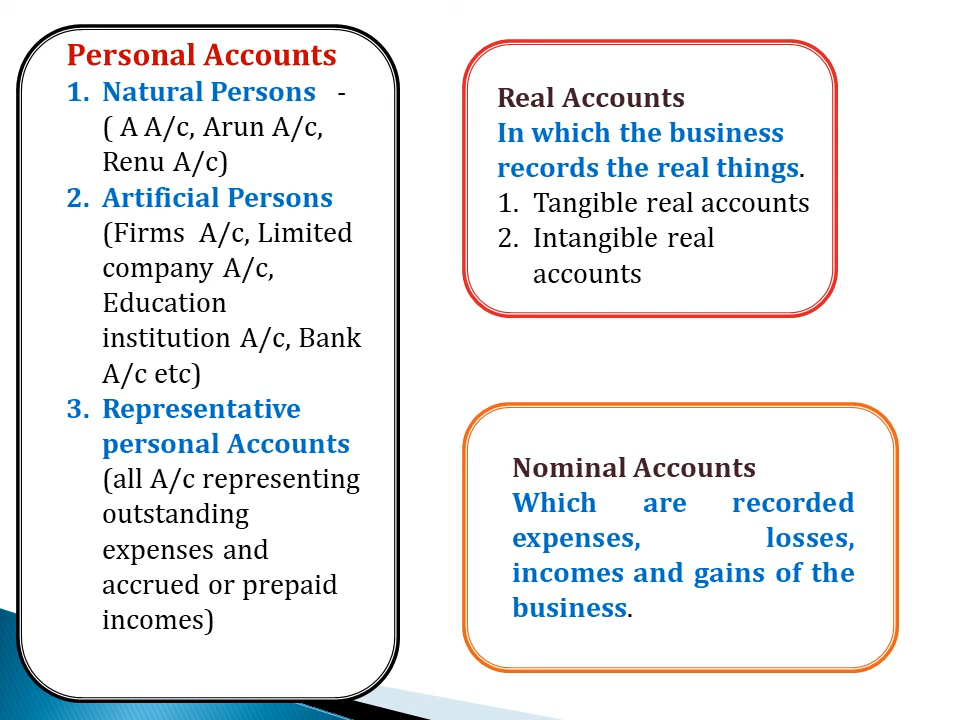 Personal Accounts
1. Natural Persons -
( A A/c, Arun A/c,
Renu A/c)
2. Artificial Persons
(Firms A/c, Limited
company A/c,
Education
institution A/c, Bank
A/c etc)
3. Representative
personal Accounts
(all A/c representing
outstanding
expenses and
accrued or prepaid
incomes)
Real Accounts
In which the business
records the real things.
1. Tangible real accounts
2. Intangible real
accounts
Nominal Accounts
Which are recorded
expenses, losses,
incomes and gains of the
business.